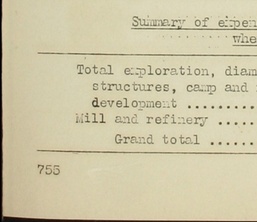 Summary of expen
whe
Total exploration, diam
structures, camp and
development ........
Mill and refinery .....
Grand total ......
755